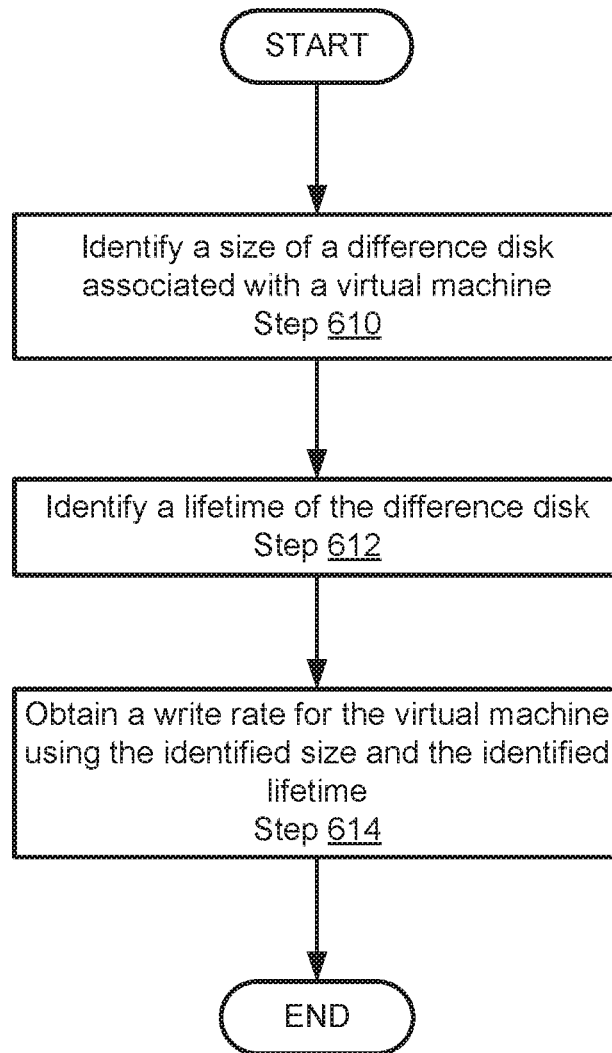 START
Identify a size of a difference disk
associated with a virtual machine
Step 610
Identify a lifetime of the difference disk
Step 612
Obtain a write rate for the virtual machine
using the identified size and the identified
lifetime
Step 614
END